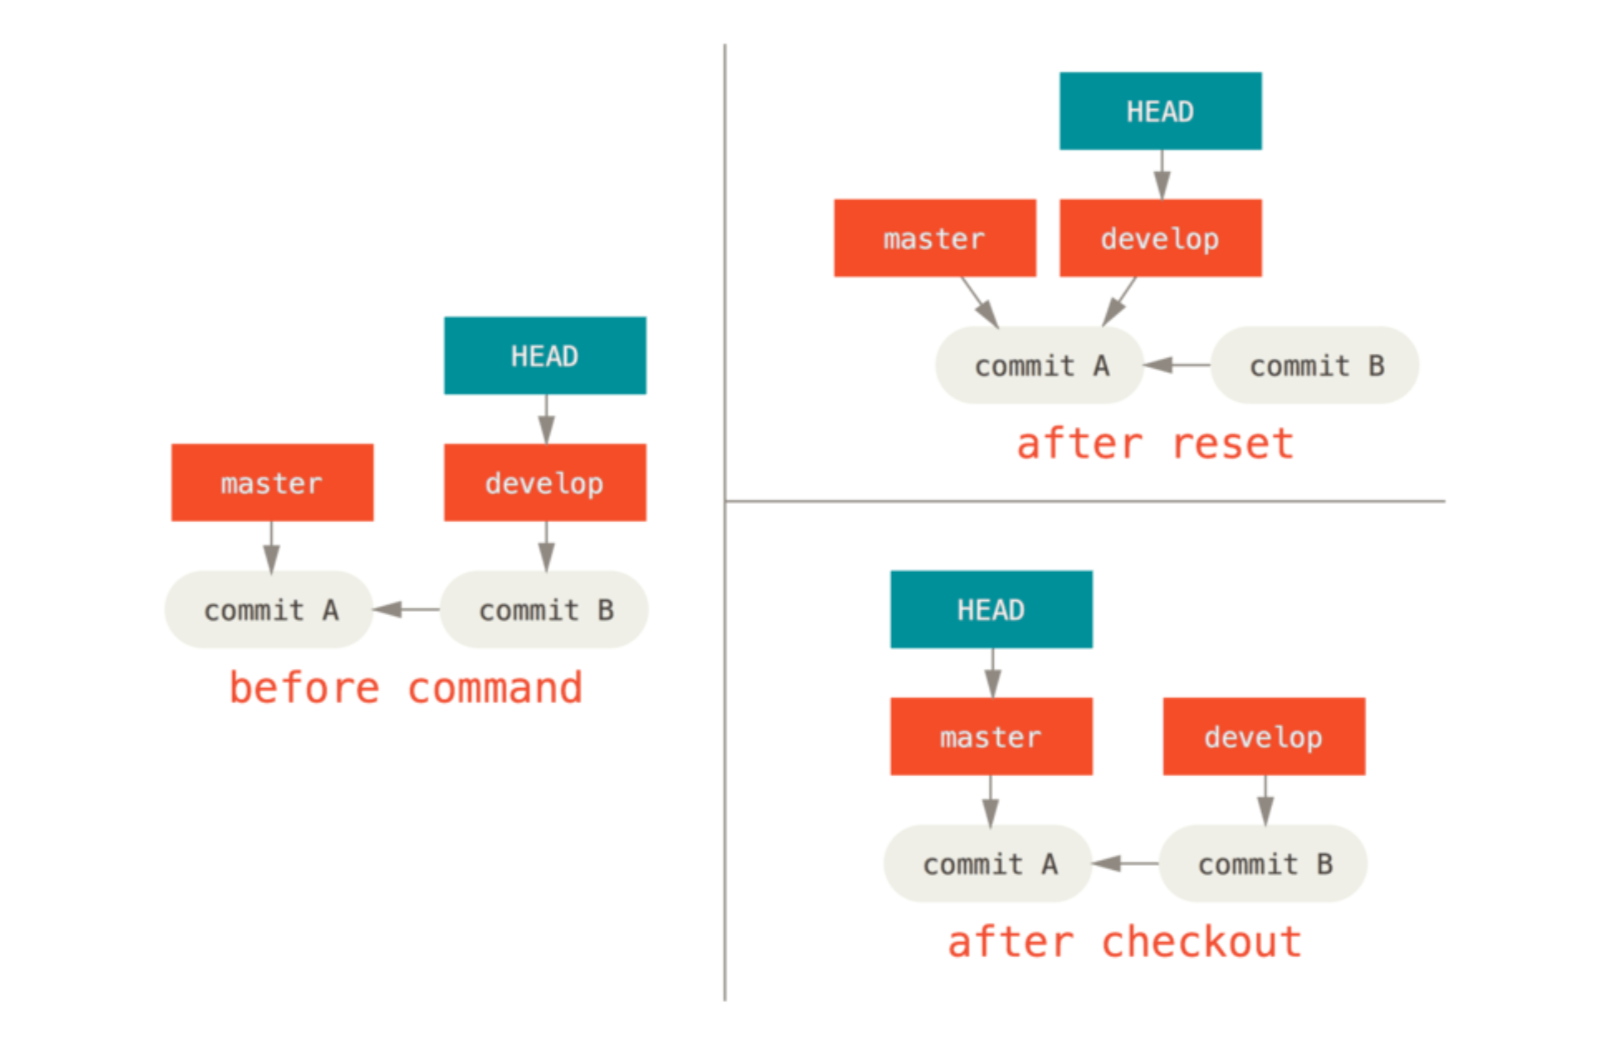 HEAD
master
develop
commit A
commit B
before command
HEAD
master
develop
commit A
commit B
after reset
HEAD
master
develop
commit A
commit B
after checkout